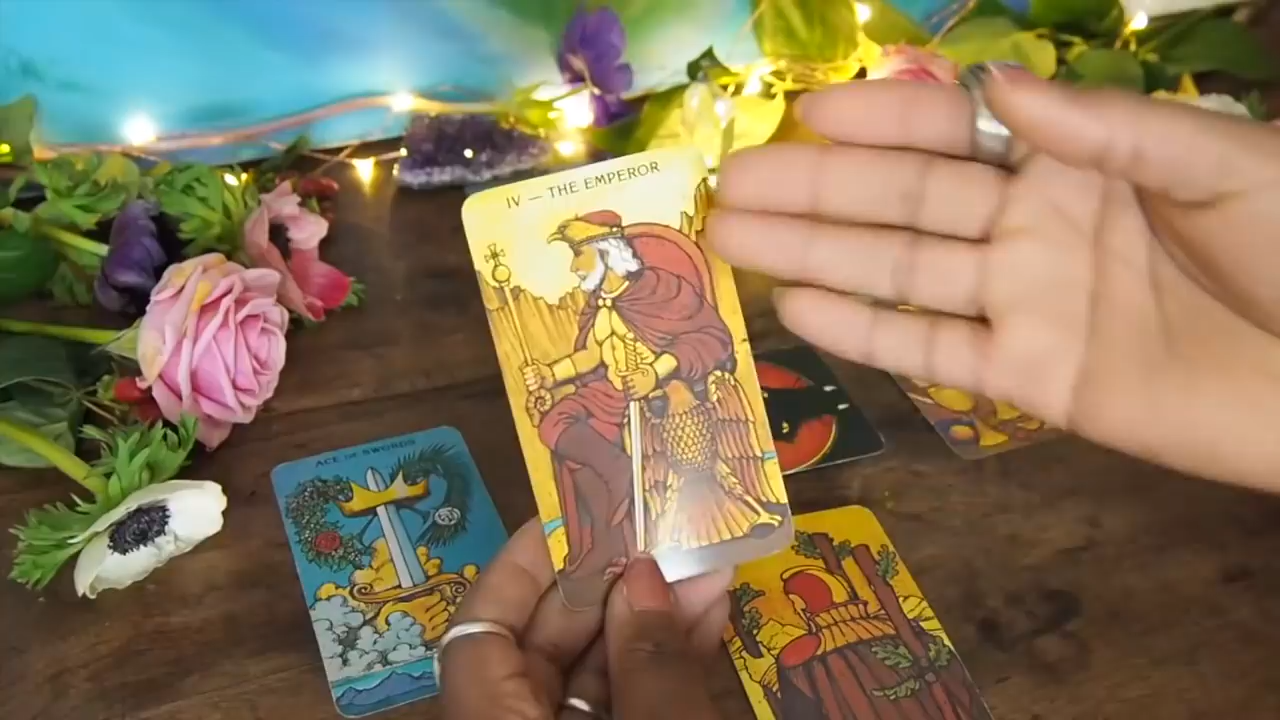 IV — THE EMPEROR
ACE OF SWORDS